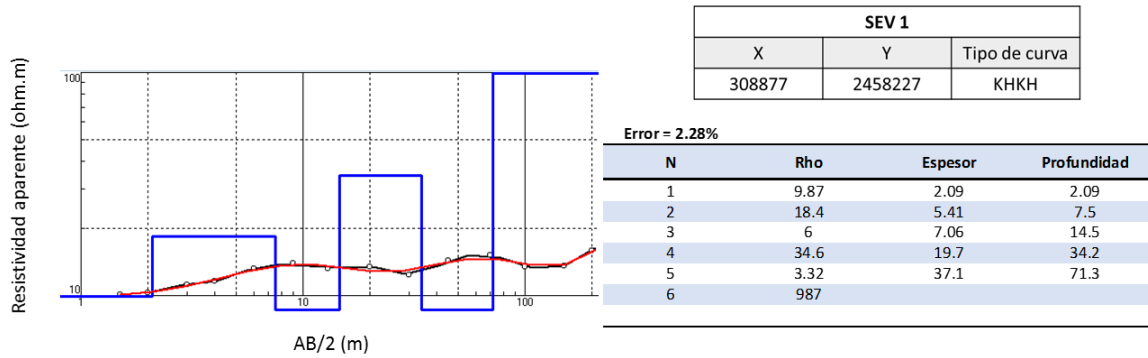 Resistividad aparente (ohm.m)
100
10
1
10
100
AB/2 (m)
SEV 1
X Y Tipo de curva
308877 2458227 KHKH
Error = 2.28%
N Rho Espesor Profundidad
1 9.87 2.09 2.09
2 18.4 5.41 7.5
3 6 7.06 14.5
4 34.6 19.7 34.2
5 3.32 37.1 71.3
6 987